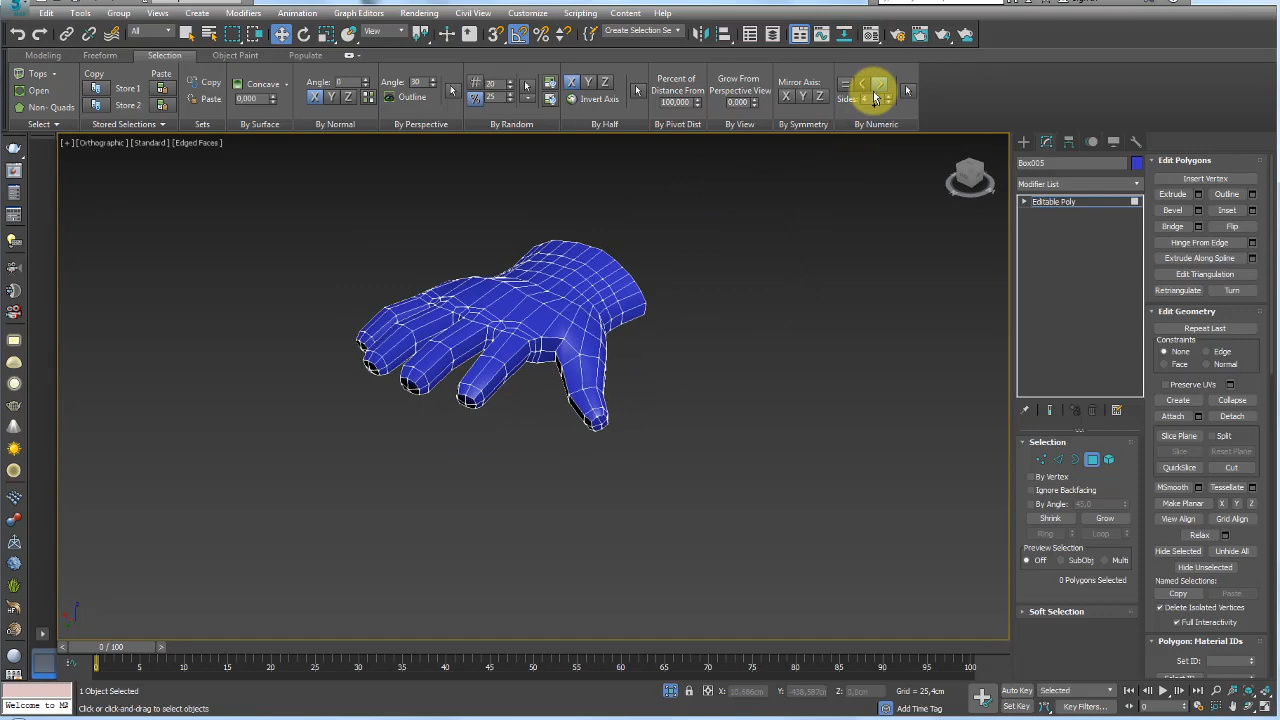 Edit Tools Group Views Create Modifiers Animation Graph Editors Rendering Civil View Customize Scripting Content Help
All View Create Selection Se
Modeling Freeform Selection Object Paint Populate
Tops Copy Paste Copy Concave Angle: 0 Angle: 30 20 X Y Z Percent of Grow From Mirror Axis:
Open Store 1 Distance From Perspective View
Non- Quads Store 2 Paste 0,000 X Y Z Outline 25 Invert Axis 100,000 0,000 X Y Z Sides: 4
Select Stored Selections Sets By Surface By Normal By Perspective By Random By Half By Pivot Dist By View By Symmetry By Numeric
[ + ] [Orthographic ] [Standard ] [Edged Faces ]
Box005
Modifier List
Editable Poly
Selection
By Vertex
Ignore Backfacing
By Angle: 45,0
Shrink Grow
Ring Loop
Preview Selection
Off SubObj Multi
0 Polygons Selected
Soft Selection
Edit Polygons
Insert Vertex
Extrude Outline
Bevel Inset
Bridge Flip
Hinge From Edge
Extrude Along Spline
Edit Triangulation
Retriangulate Turn
Edit Geometry
Repeat Last
Constraints
None Edge
Face Normal
Preserve UVs
Create Collapse
Attach Detach
Slice Plane Split
Slice Reset Plane
QuickSlice Cut
MSmooth Tessellate
Make Planar X Y Z
View Align Grid Align
Relax
Hide Selected Unhide All
Hide Unselected
Named Selections:
Copy Paste
Delete Isolated Vertices
Full Interactivity
Polygon: Material IDs
Set ID:
0 / 100
0 5 10 15 20 25 30 35 40 45 50 55 60 65 70 75 80 85 90 95 100
1 Object Selected X: 10,686cm Y: -438,587cm Z: 0,0cm Grid = 25,4cm Auto Key Selected
Welcome to M Click or click-and-drag to select objects Add Time Tag Set Key Key Filters... 0